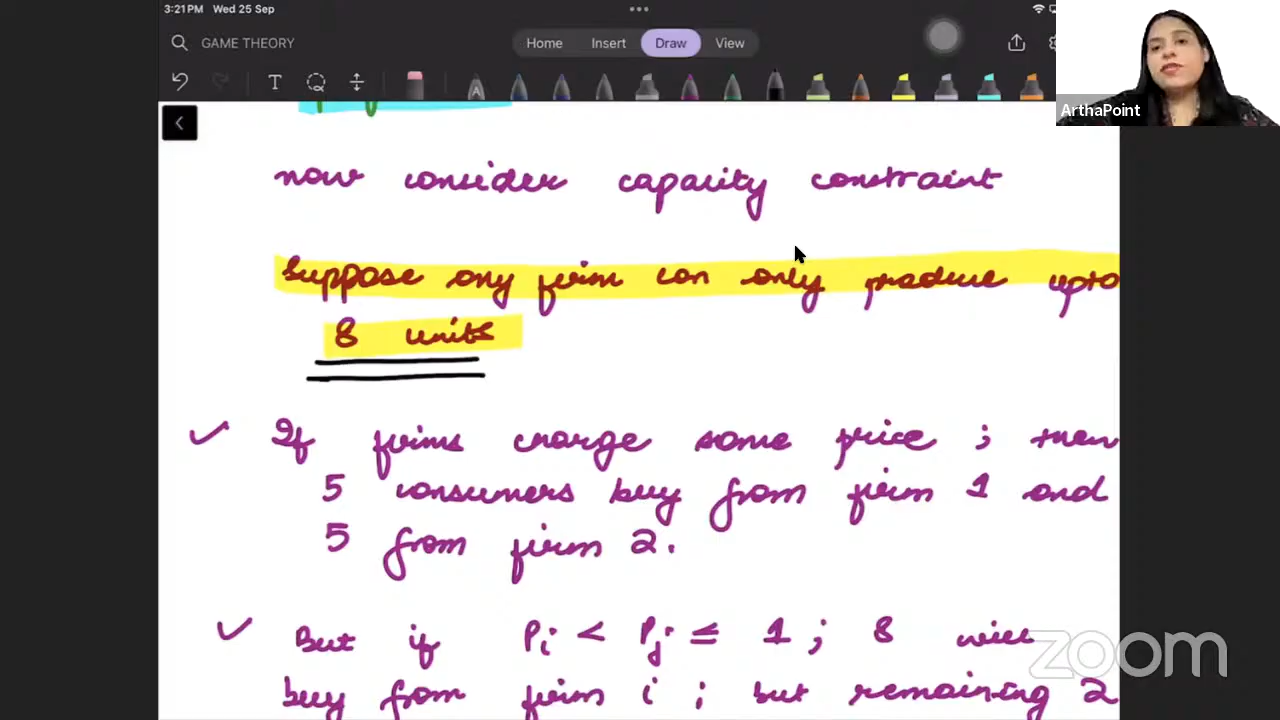 3:21 PM Wed 25 Sep
GAME THEORY
Home Insert Draw View
ArthaPoint
now consider capacity constraint
suppose any firm can only produce upto
8 units
If firms charge same price ; then
5 consumers buy from firm 1 and
5 from firm 2.
But if Pi < Pj ≤ 1 ; 8 will
buy from firm i ; but remaining 2
zoom